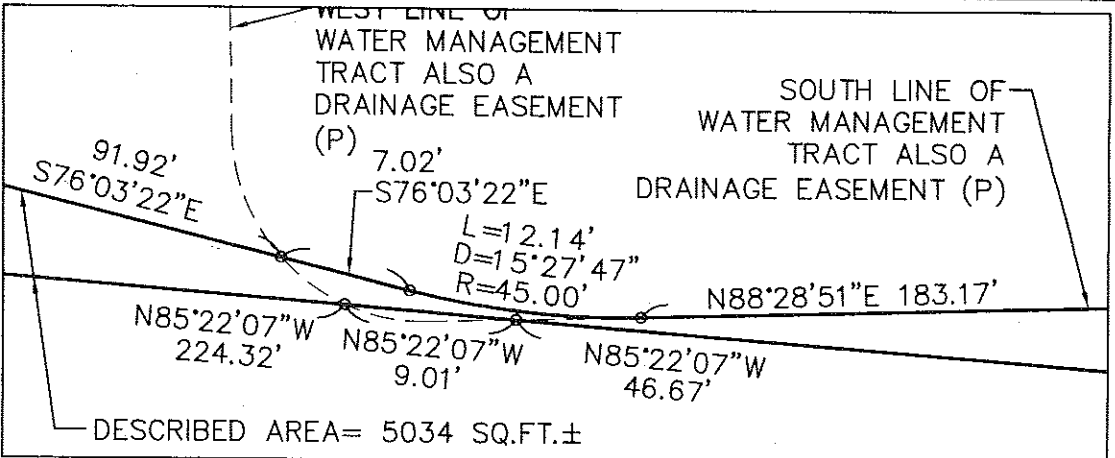 WEST LINE OF
WATER MANAGEMENT
TRACT ALSO A
DRAINAGE EASEMENT
(P)
SOUTH LINE OF
WATER MANAGEMENT
TRACT ALSO A
DRAINAGE EASEMENT (P)
91.92'
S76°03'22"E
7.02'
S76°03'22"E
L=12.14'
D=15°27'47"
R=45.00'
N88°28'51"E 183.17'
N85°22'07"W
224.32'
N85°22'07"W
9.01'
N85°22'07"W
46.67'
DESCRIBED AREA= 5034 SQ.FT.±